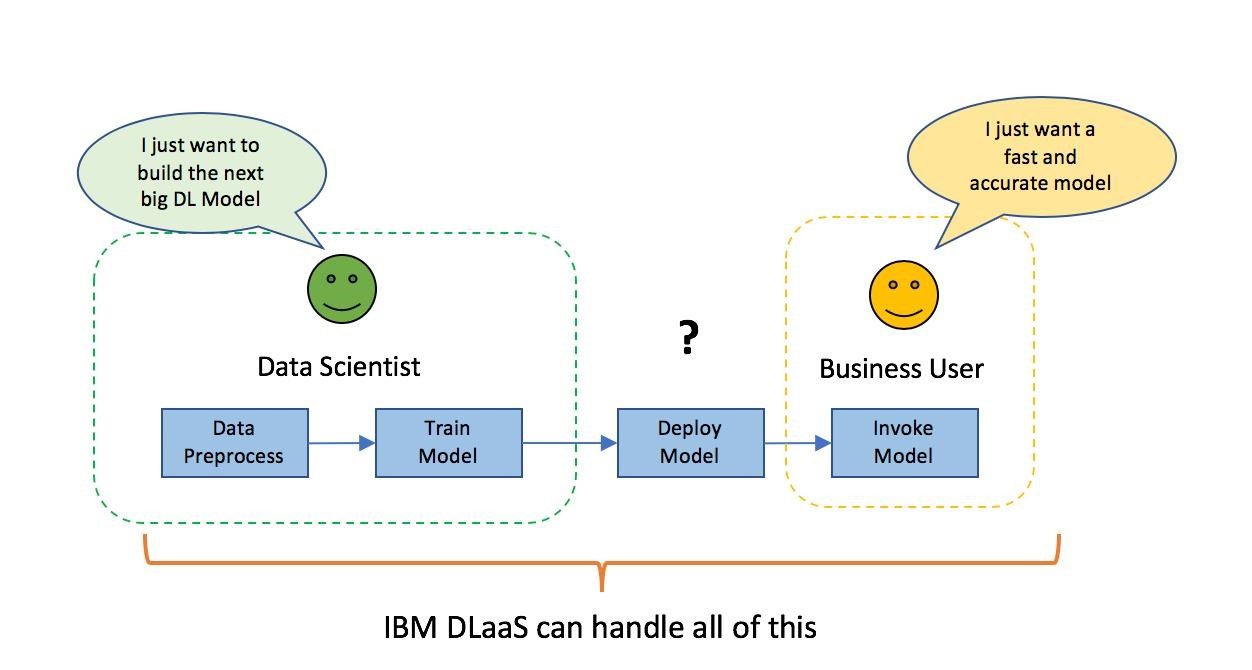 I just want to
build the next
big DL Model
I just want a
fast and
accurate model
?
Data Scientist
Business User
Data
Preprocess
Train
Model
Deploy
Model
Invoke
Model
IBM DLaaS can handle all of this